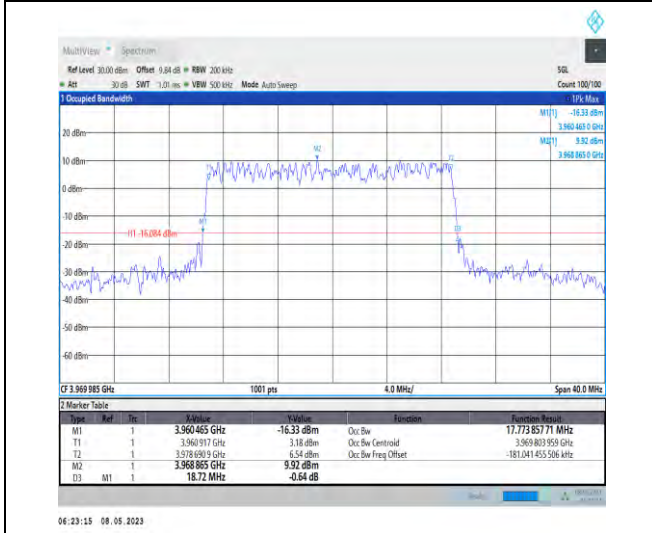 MultiView Spectrum
Ref Level 30.00 dBm Offset 9.84 dB RBW 200 kHz SGL
Att 30 dB SWT 1.01 ms VBW 500 kHz Mode Auto Sweep Count 100/100
1 Occupied Bandwidth 1Pk Max
M1[1] -16.33 dBm
3.960 465 0 GHz
M2[1] 9.92 dBm
3.968 865 0 GHz
20 dBm
M2
10 dBm
T1 T2
0 dBm
-10 dBm
M1
H1 -16.084 dBm
D3
-20 dBm
-30 dBm
-40 dBm
-50 dBm
-60 dBm
CF 3.969 985 GHz 1001 pts 4.0 MHz/ Span 40.0 MHz
2 Marker Table
Type Ref Trc X-Value Y-Value Function Function Result
M1 1 3.960 465 GHz -16.33 dBm Occ Bw 17.773 857 71 MHz
T1 1 3.960 917 GHz 3.18 dBm Occ Bw Centroid 3.969 803 959 GHz
T2 1 3.978 690 9 GHz 6.54 dBm Occ Bw Freq Offset -181.041 455 506 kHz
M2 1 3.968 865 GHz 9.92 dBm
D3 M1 1 18.72 MHz -0.64 dB
06:23:15 08.05.2023